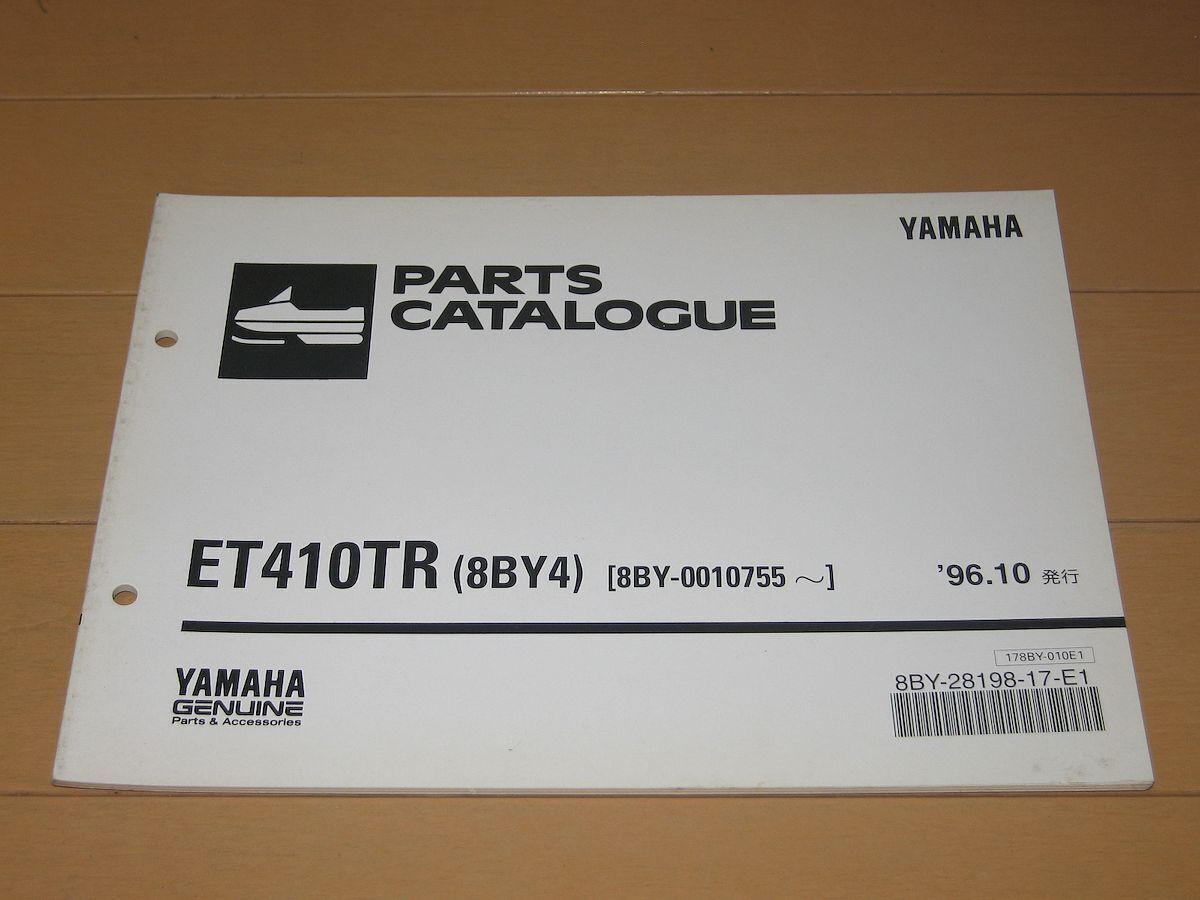 YAMAHA
PARTS
CATALOGUE
ET410TR (8BY4) [8BY-0010755 ～] '96.10 発行
178BY-010E1
8BY-28198-17-E1
YAMAHA
GENUINE
Parts & Accessories